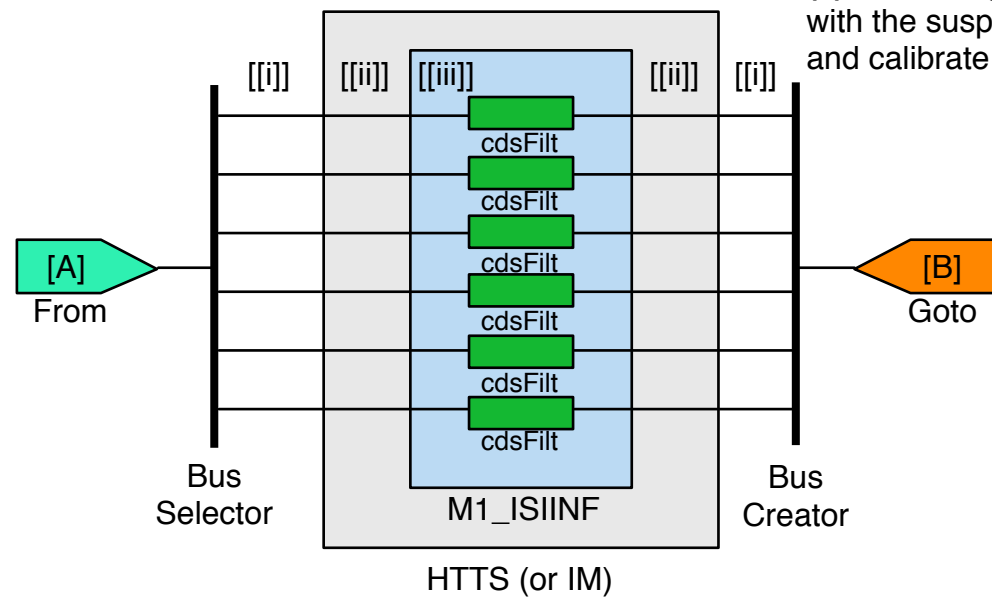 with the susp
and calibrate
[[i]] [[ii]] [[iii]] [[ii]] [[i]]
cdsFilt
cdsFilt
cdsFilt
cdsFilt
cdsFilt
cdsFilt
[A]
From
[B]
Goto
Bus
Selector
M1_ISIINF
Bus
Creator
HTTS (or IM)